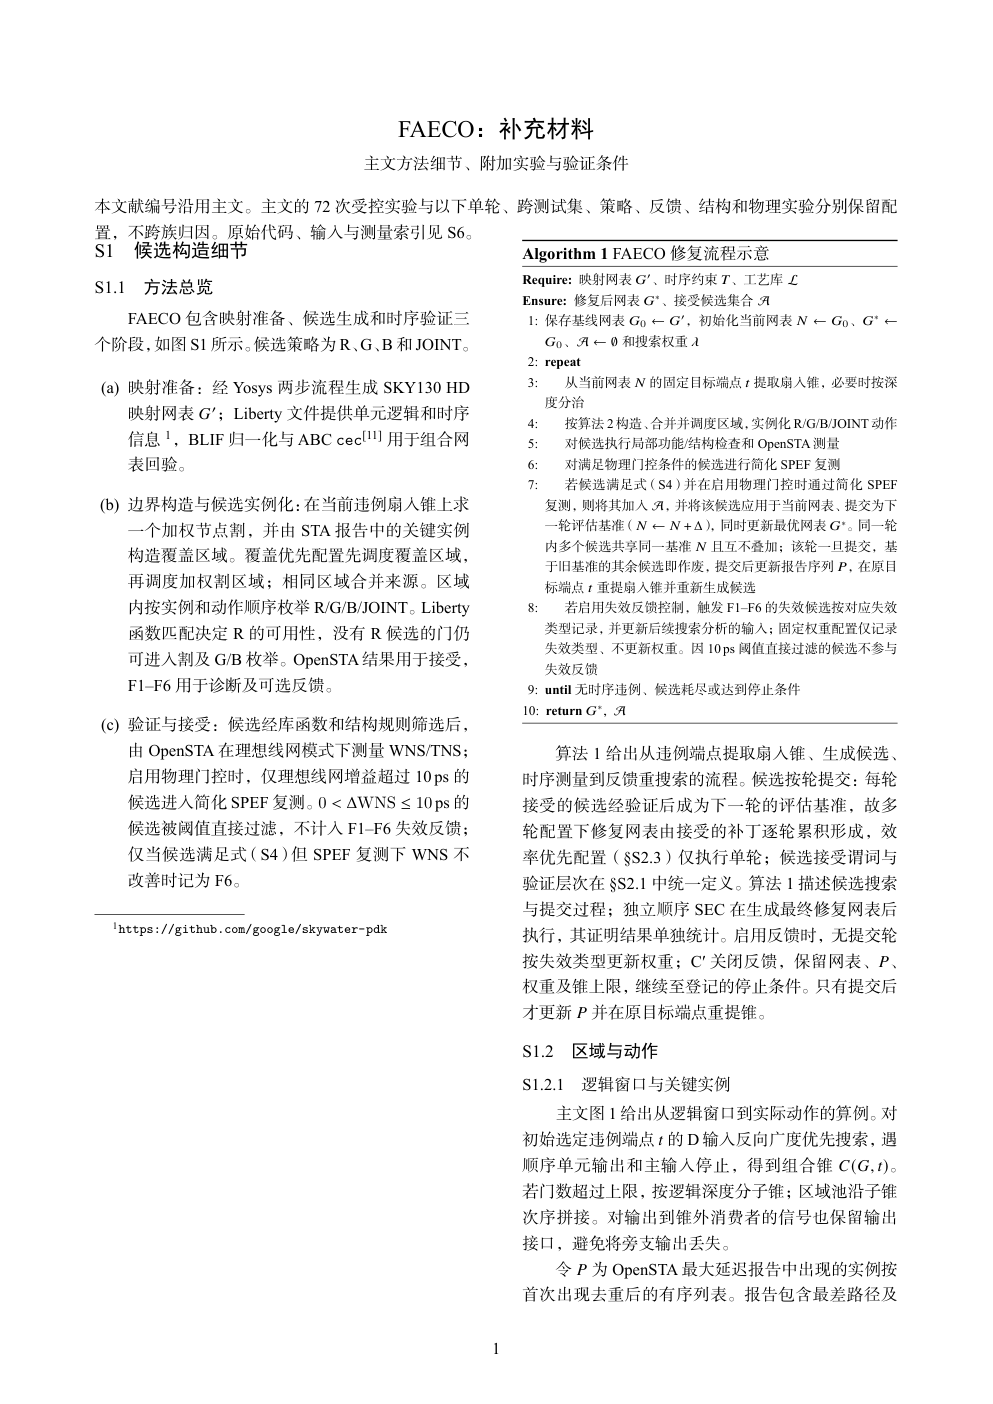 FAECO：补充材料
主文方法细节、附加实验与验证条件
本文献编号沿用主文。主文的 72 次受控实验与以下单轮、跨测试集、策略、反馈、结构和物理实验分别保留配
置，不跨族归因。原始代码、输入与测量索引见 S6。
S1 候选构造细节
S1.1 方法总览
FAECO 包含映射准备、候选生成和时序验证三
个阶段，如图 S1 所示。候选策略为 R、G、B 和 JOINT。
(a) 映射准备：经 Yosys 两步流程生成 SKY130 HD
映射网表 G′；Liberty 文件提供单元逻辑和时序
信息 1，BLIF 归一化与 ABC cec[11] 用于组合网
表回验。
(b) 边界构造与候选实例化：在当前违例扇入锥上求
一个加权节点割，并由 STA 报告中的关键实例
构造覆盖区域。覆盖优先配置先调度覆盖区域，
再调度加权割区域；相同区域合并来源。区域
内按实例和动作顺序枚举 R/G/B/JOINT。Liberty
函数匹配决定 R 的可用性，没有 R 候选的门仍
可进入割及 G/B 枚举。OpenSTA 结果用于接受，
F1–F6 用于诊断及可选反馈。
(c) 验证与接受：候选经库函数和结构规则筛选后，
由 OpenSTA 在理想线网模式下测量 WNS/TNS；
启用物理门控时，仅理想线网增益超过 10 ps 的
候选进入简化 SPEF 复测。0 < ΔWNS ≤ 10 ps 的
候选被阈值直接过滤，不计入 F1–F6 失效反馈；
仅当候选满足式（S4）但 SPEF 复测下 WNS 不
改善时记为 F6。
1https://github.com/google/skywater-pdk
Algorithm 1 FAECO 修复流程示意
Require: 映射网表 G′、时序约束 T、工艺库 ℒ
Ensure: 修复后网表 G*、接受候选集合 𝒜
1: 保存基线网表 G0 ← G′，初始化当前网表 N ← G0、G* ←
G0、𝒜 ← ∅ 和搜索权重 λ
2: repeat
3: 从当前网表 N 的固定目标端点 t 提取扇入锥，必要时按深
度分治
4: 按算法 2 构造、合并并调度区域，实例化 R/G/B/JOINT 动作
5: 对候选执行局部功能/结构检查和 OpenSTA 测量
6: 对满足物理门控条件的候选进行简化 SPEF 复测
7: 若候选满足式（S4）并在启用物理门控时通过简化 SPEF
复测，则将其加入 𝒜，并将该候选应用于当前网表、提交为下
一轮评估基准（N ← N + Δ），同时更新最优网表 G*。同一轮
内多个候选共享同一基准 N 且互不叠加；该轮一旦提交，基
于旧基准的其余候选即作废，提交后更新报告序列 P，在原目
标端点 t 重提扇入锥并重新生成候选
8: 若启用失效反馈控制，触发 F1–F6 的失效候选按对应失效
类型记录，并更新后续搜索分析的输入；固定权重配置仅记录
失效类型、不更新权重。因 10 ps 阈值直接过滤的候选不参与
失效反馈
9: until 无时序违例、候选耗尽或达到停止条件
10: return G*, 𝒜
算法 1 给出从违例端点提取扇入锥、生成候选、
时序测量到反馈重搜索的流程。候选按轮提交：每轮
接受的候选经验证后成为下一轮的评估基准，故多
轮配置下修复网表由接受的补丁逐轮累积形成，效
率优先配置（§S2.3）仅执行单轮；候选接受谓词与
验证层次在 §S2.1 中统一定义。算法 1 描述候选搜索
与提交过程；独立顺序 SEC 在生成最终修复网表后
执行，其证明结果单独统计。启用反馈时，无提交轮
按失效类型更新权重；C′ 关闭反馈，保留网表、P、
权重及锥上限，继续至登记的停止条件。只有提交后
才更新 P 并在原目标端点重提锥。
S1.2 区域与动作
S1.2.1 逻辑窗口与关键实例
主文图 1 给出从逻辑窗口到实际动作的算例。对
初始选定违例端点 t 的 D 输入反向广度优先搜索，遇
顺序单元输出和主输入停止，得到组合锥 C(G, t)。
若门数超过上限，按逻辑深度分子锥；区域池沿子锥
次序拼接。对输出到锥外消费者的信号也保留输出
接口，避免将旁支输出丢失。
令 P 为 OpenSTA 最大延迟报告中出现的实例按
首次出现去重后的有序列表。报告包含最差路径及
1